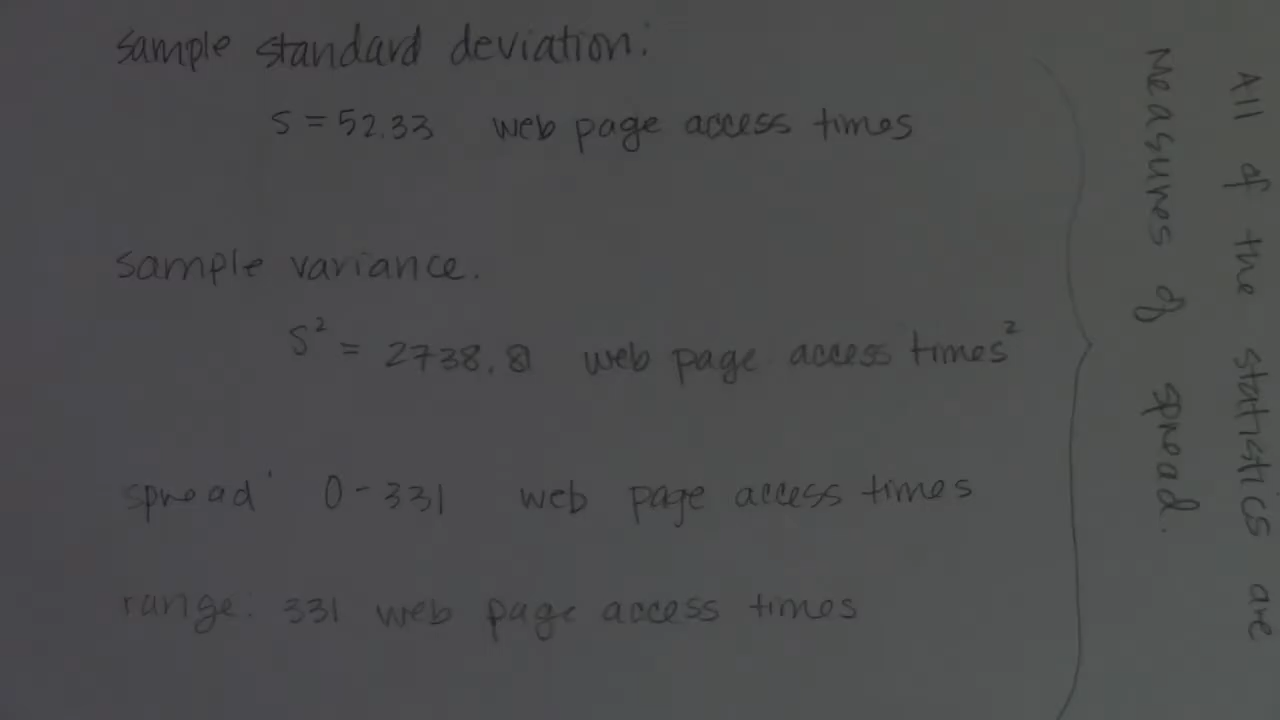 sample standard deviation:
s = 52.33 web page access times
sample variance.
s² = 2738.8 web page access times²
spread: 0-331 web page access times
range: 331 web page access times
All of the statistics are
measures of spread.